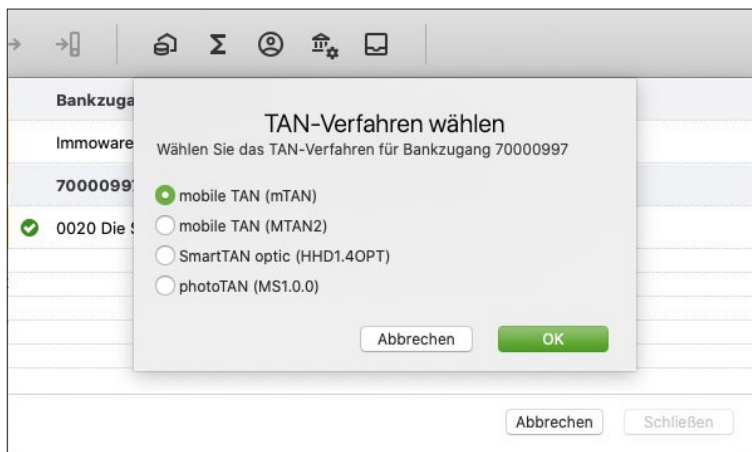 Bankzuga
TAN-Verfahren wählen
Immoware
Wählen Sie das TAN-Verfahren für Bankzugang 70000997
7000099
mobile TAN (mTAN)
0020 Die
mobile TAN (MTAN2)
SmartTAN optic (HHD1.4OPT)
photoTAN (MS1.0.0)
Abbrechen OK
Abbrechen Schließen